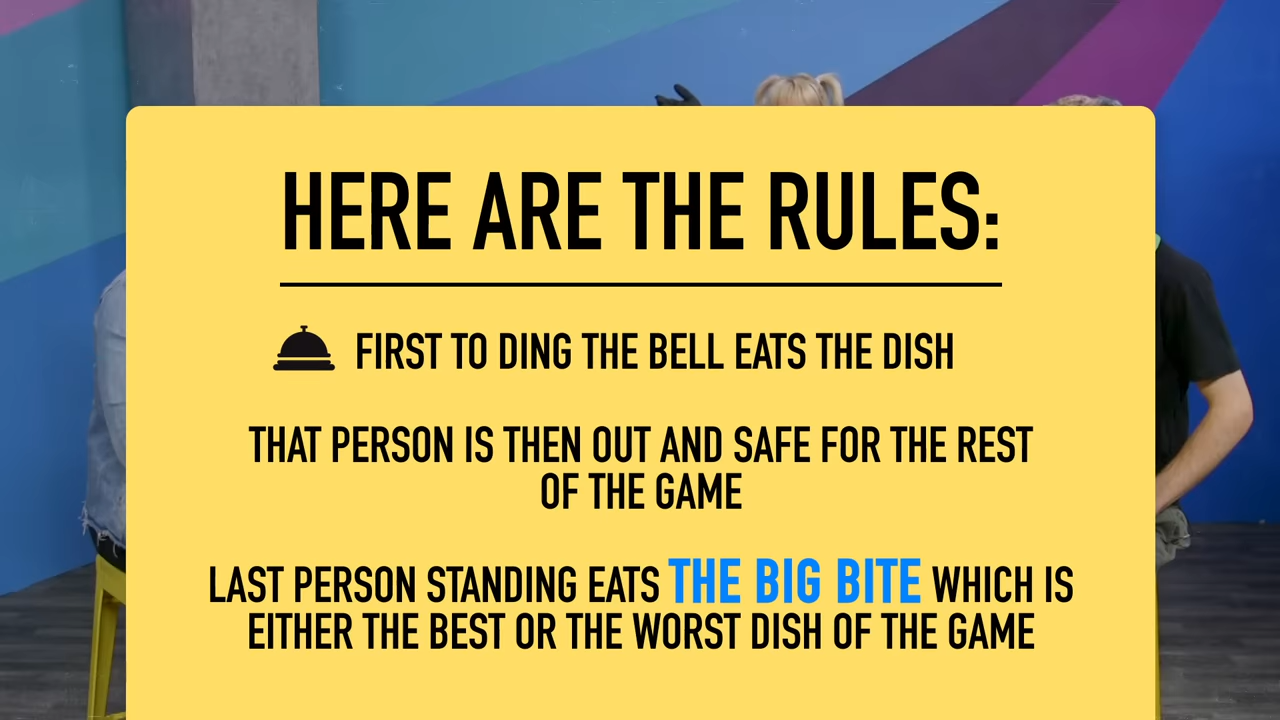 HERE ARE THE RULES:
FIRST TO DING THE BELL EATS THE DISH
THAT PERSON IS THEN OUT AND SAFE FOR THE REST
OF THE GAME
LAST PERSON STANDING EATS THE BIG BITE WHICH IS
EITHER THE BEST OR THE WORST DISH OF THE GAME